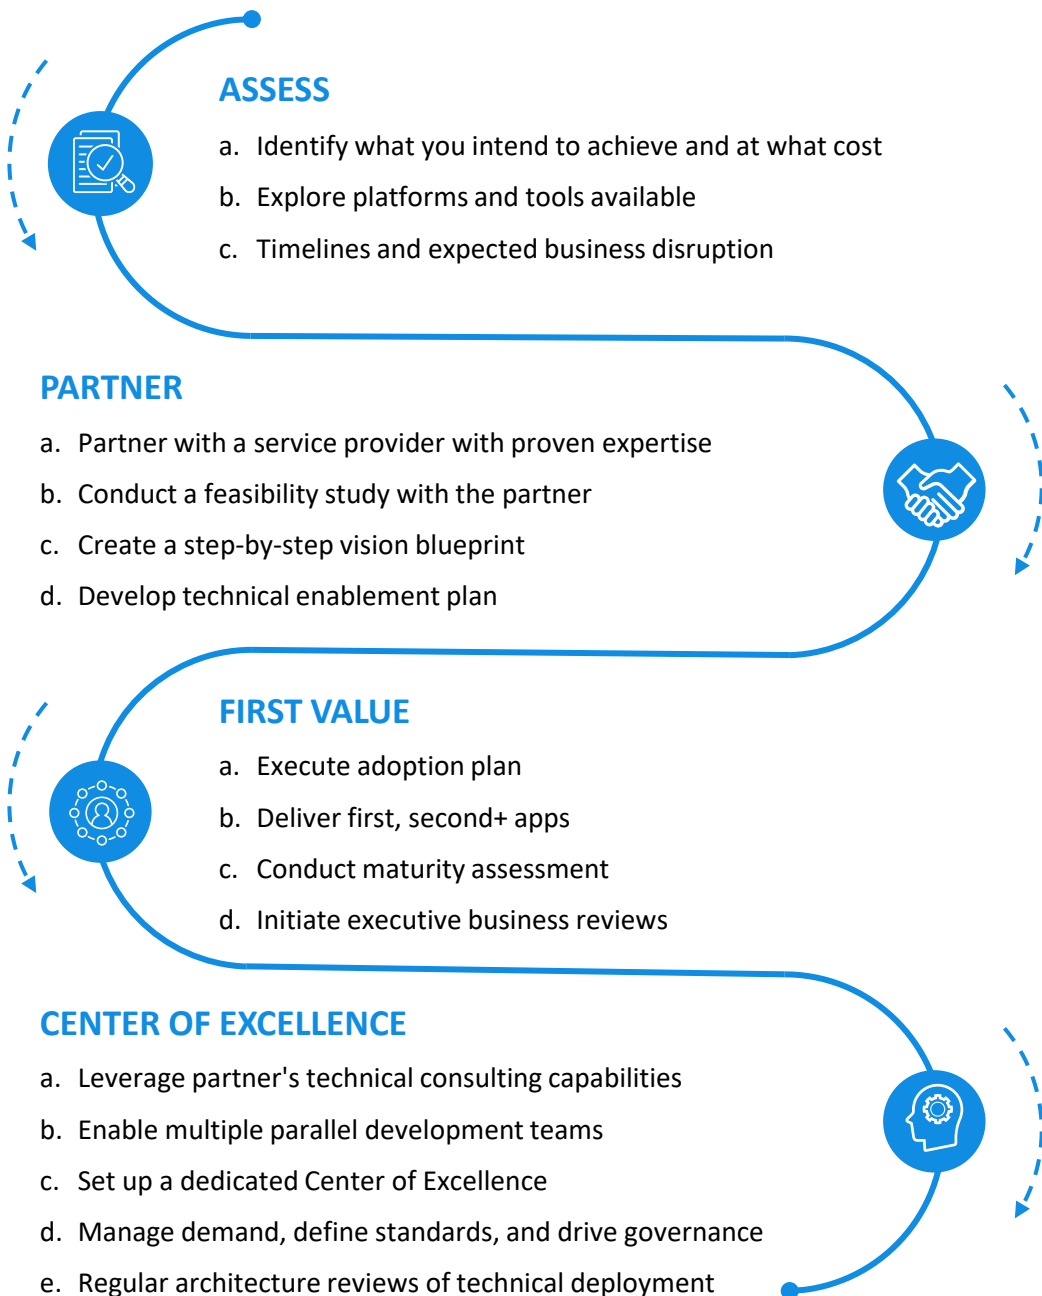 ASSESS
a. Identify what you intend to achieve and at what cost
b. Explore platforms and tools available
c. Timelines and expected business disruption
PARTNER
a. Partner with a service provider with proven expertise
b. Conduct a feasibility study with the partner
c. Create a step-by-step vision blueprint
d. Develop technical enablement plan
FIRST VALUE
a. Execute adoption plan
b. Deliver first, second+ apps
c. Conduct maturity assessment
d. Initiate executive business reviews
CENTER OF EXCELLENCE
a. Leverage partner's technical consulting capabilities
b. Enable multiple parallel development teams
c. Set up a dedicated Center of Excellence
d. Manage demand, define standards, and drive governance
e. Regular architecture reviews of technical deployment